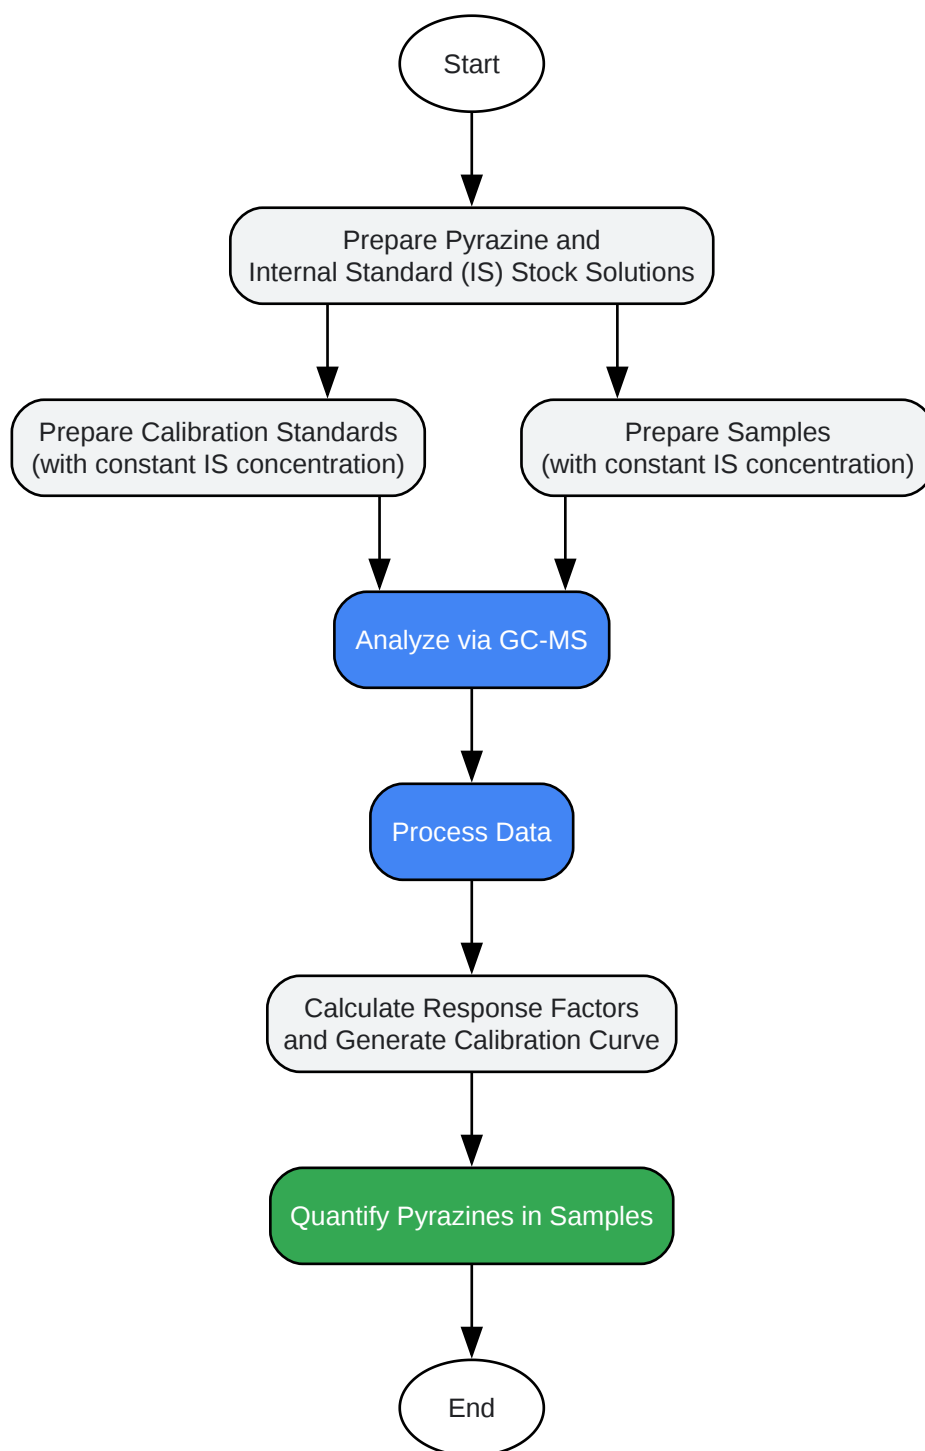 Start
Prepare Pyrazine and
Internal Standard (IS) Stock Solutions
Prepare Calibration Standards
(with constant IS concentration)
Prepare Samples
(with constant IS concentration)
Analyze via GC-MS
Process Data
Calculate Response Factors
and Generate Calibration Curve
Quantify Pyrazines in Samples
End